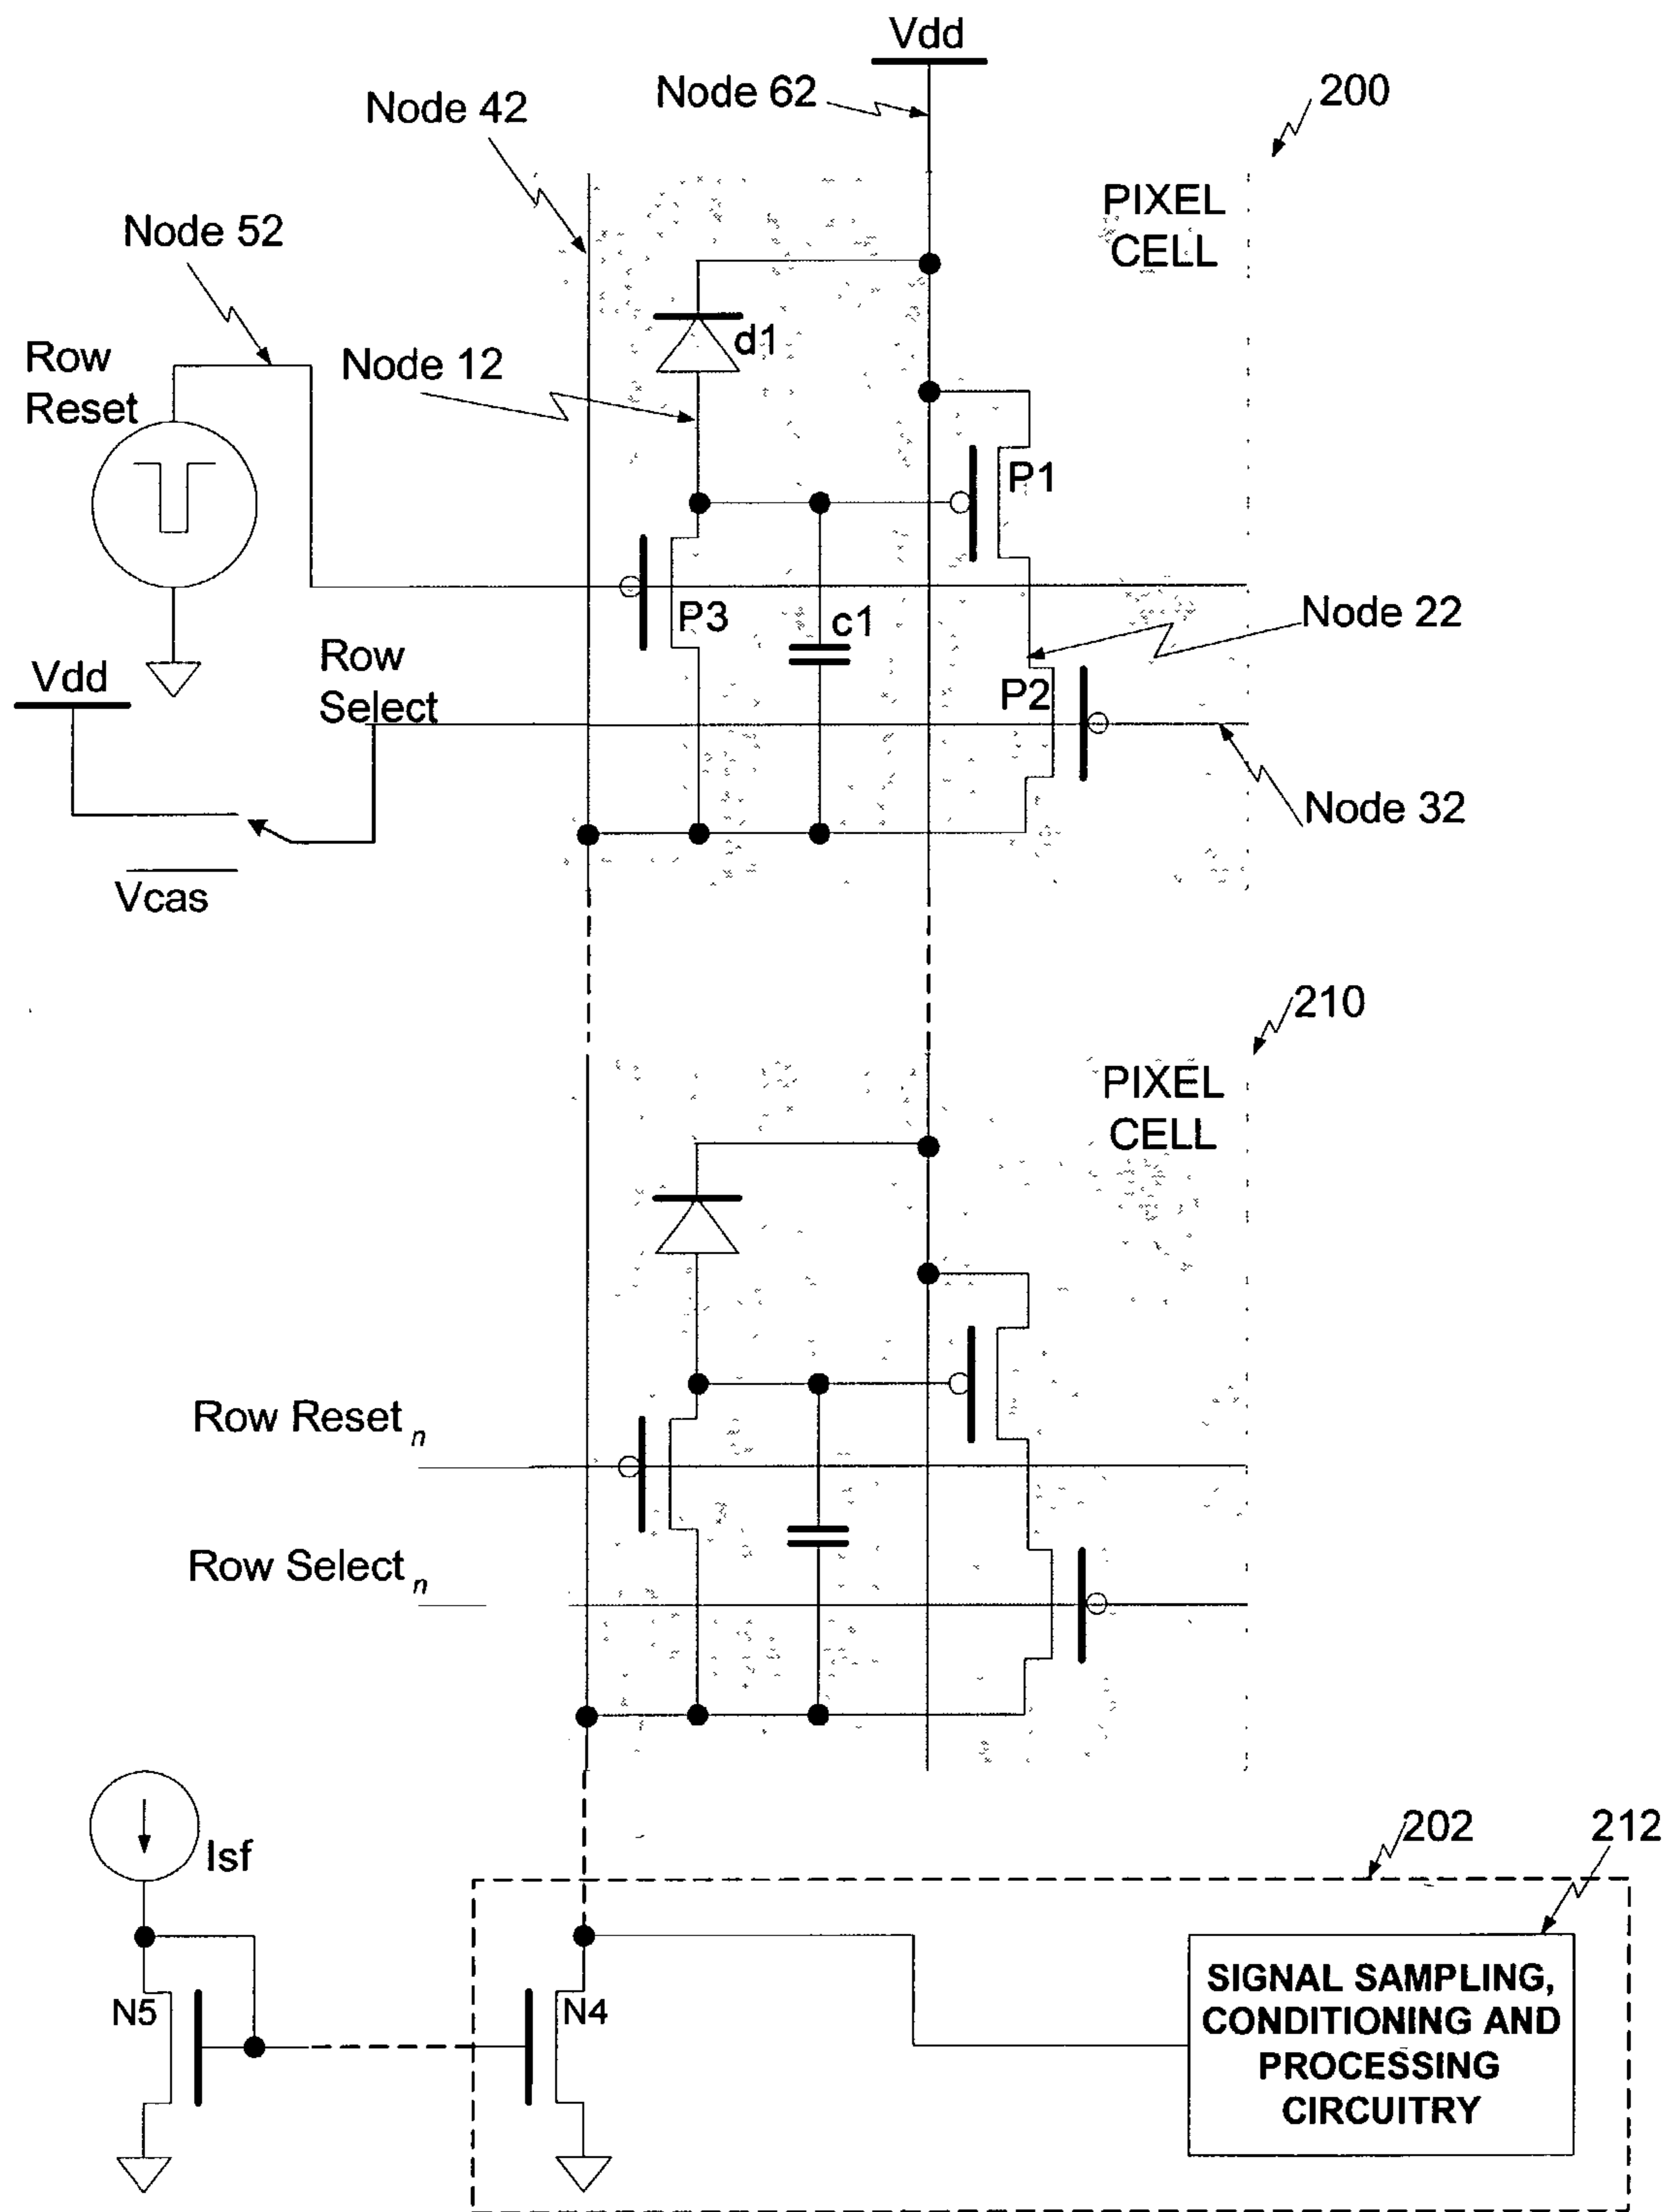 Vdd
Node 62
200
Node 42
PIXEL
CELL
Node 52
Row
Reset
d1
Node 12
P1
P3
c1
Node 22
Row
Select
Vdd
P2
Node 32
Vcas
210
PIXEL
CELL
Row Reset n
Row Select n
202
212
Isf
N5
N4
SIGNAL SAMPLING,
CONDITIONING AND
PROCESSING
CIRCUITRY